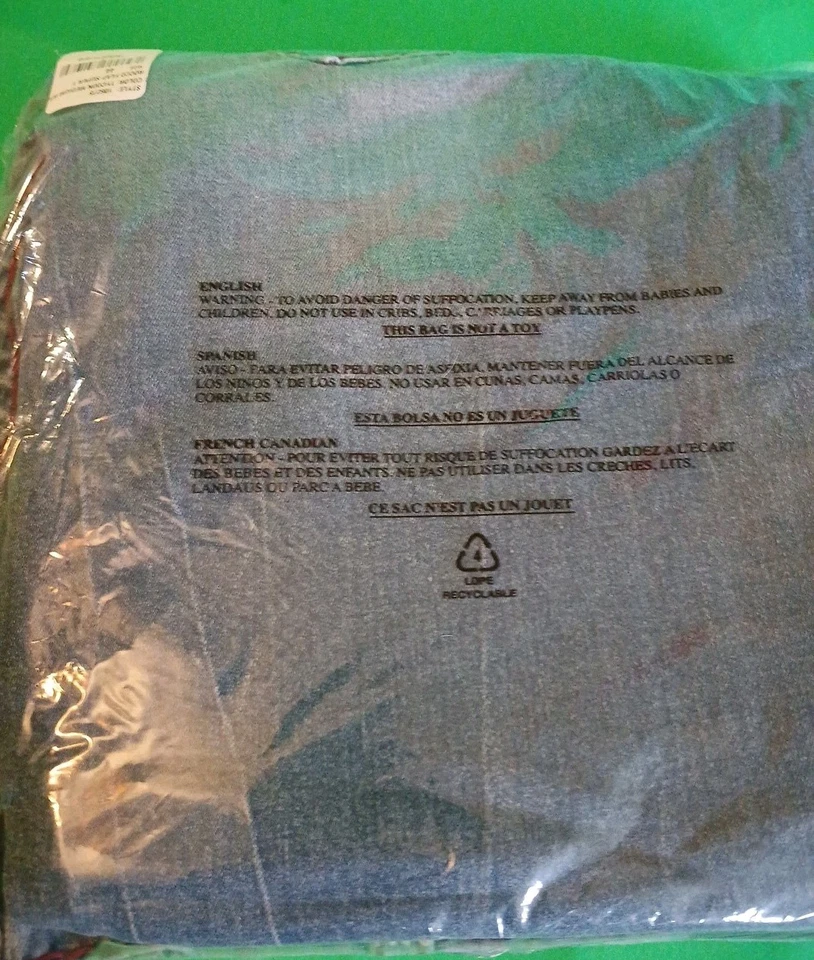 ENGLISH
WARNING - TO AVOID DANGER OF SUFFOCATION, KEEP AWAY FROM BABIES AND
CHILDREN. DO NOT USE IN CRIBS, BED.., C.'RRIAGES OR PLAYPENS.
THIS BAG IS NOT A TOY
SPANISH
AVISO - PARA EVITAR PELIGRO DE ASFIXIA, MANTENER FUERA DEL ALCANCE DE
LOS NINOS Y DE LOS BEBES. NO USAR EN CUNAS, CAMAS, CARRIOLAS O
CORRALES.
ESTA BOLSA NO ES UN JUGUETE
FRENCH CANADIAN
ATTENTION - POUR EVITER TOUT RISQUE DE SUFFOCATION GARDEZ A L'ECART
DES BEBES ET DES ENFANTS. NE PAS UTILISER DANS LES CRECHES, LITS,
LANDAUS OU PARC A BEBE.
CE SAC N'EST PAS UN JOUET
4
LDPE
RECYCLABLE